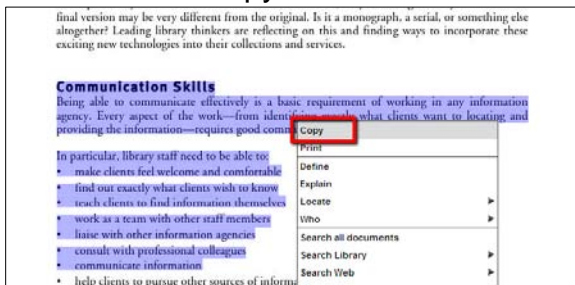 final version may be very different from the original. Is it a monograph, a serial, or something else
altogether? Leading library thinkers are reflecting on this and finding ways to incorporate these
exciting new technologies into their collections and services.
Communication Skills
Being able to communicate effectively is a basic requirement of working in any information
agency. Every aspect of the work—from identifying exactly what clients want to locating and
providing the information—requires good comm
Copy
Print
Define
Explain
Locate
Who
Search all documents
Search Library
Search Web
In particular, library staff need to be able to:
• make clients feel welcome and comfortable
• find out exactly what clients wish to know
• teach clients to find information themselves
• work as a team with other staff members
• liaise with other information agencies
• consult with professional colleagues
• communicate information
• help clients to pursue other sources of informa